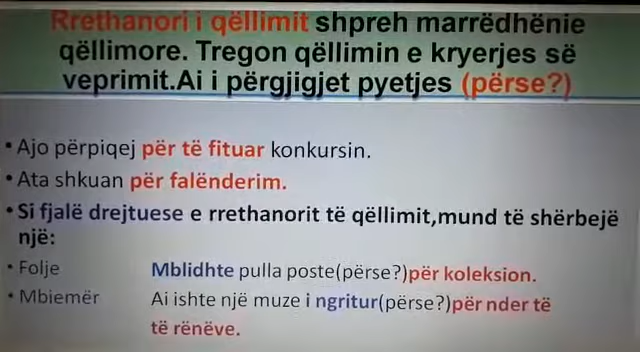 Rrethanori i qëllimit shpreh marrëdhënie
qëllimore. Tregon qëllimin e kryerjes së
veprimit.Ai i përgjigjet pyetjes (përse?)
• Ajo përpiqej për të fituar konkursin.
• Ata shkuan për falënderim.
• Si fjalë drejtuese e rrethanorit të qëllimit,mund të shërbejë
një:
• Folje Mblidhte pulla poste(përse?)për koleksion.
• Mbiemër Ai ishte një muze i ngritur(përse?)për nder të
të rënëve.